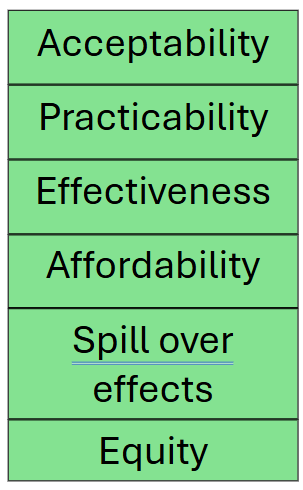 Acceptability
Practicability
Effectiveness
Affordability
Spill over
effects
Equity